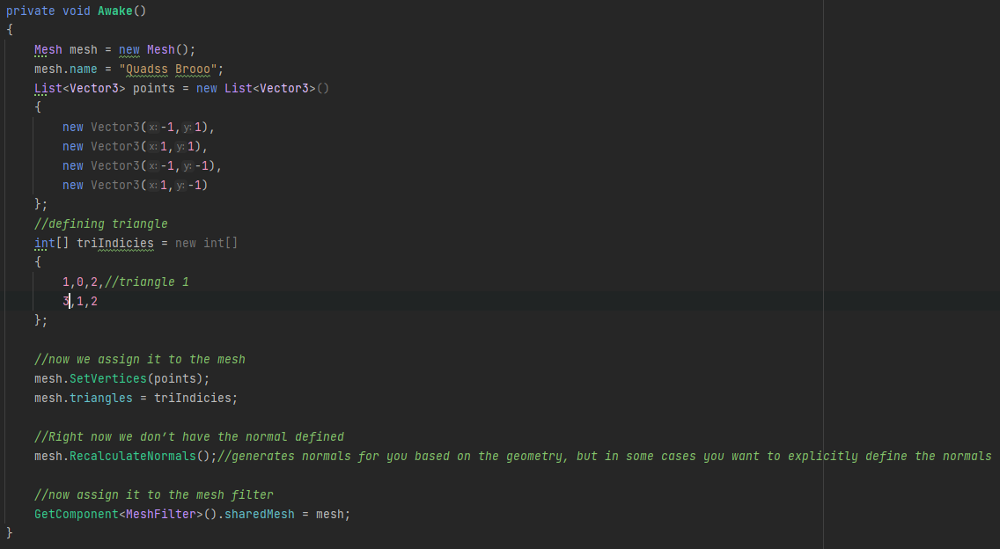 private void Awake()
{
    Mesh mesh = new Mesh();
    mesh.name = "Quadss Brooo";
    List<Vector3> points = new List<Vector3>()
    {
        new Vector3(x:-1,y:1),
        new Vector3(x:1,y:1),
        new Vector3(x:-1,y:-1),
        new Vector3(x:1,y:-1)
    };
    //defining triangle
    int[] triIndicies = new int[]
    {
        1,0,2,//triangle 1
        3,1,2
    };
    //now we assign it to the mesh
    mesh.SetVertices(points);
    mesh.triangles = triIndicies;
    //Right now we don't have the normal defined
    mesh.RecalculateNormals();//generates normals for you based on the geometry, but in some cases you want to explicitly define the normals
    //now assign it to the mesh filter
    GetComponent<MeshFilter>().sharedMesh = mesh;
}